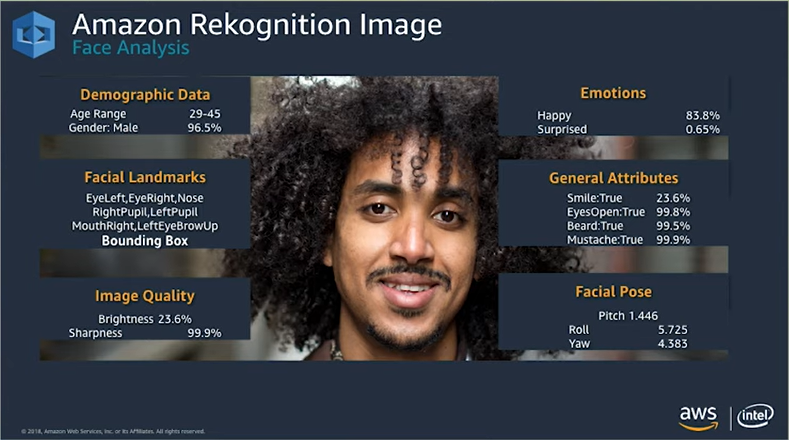 Amazon Rekognition Image
Face Analysis
Demographic Data
Age Range 29-45
Gender: Male 96.5%
Facial Landmarks
EyeLeft,EyeRight,Nose
RightPupil,LeftPupil
MouthRight,LeftEyeBrowUp
Bounding Box
Image Quality
Brightness 23.6%
Sharpness 99.9%
Emotions
Happy 83.8%
Surprised 0.65%
General Attributes
Smile:True 23.6%
EyesOpen:True 99.8%
Beard:True 99.5%
Mustache:True 99.9%
Facial Pose
Pitch 1.446
Roll 5.725
Yaw 4.383
© 2018, Amazon Web Services, Inc. or its Affiliates. All rights reserved.
aws
intel